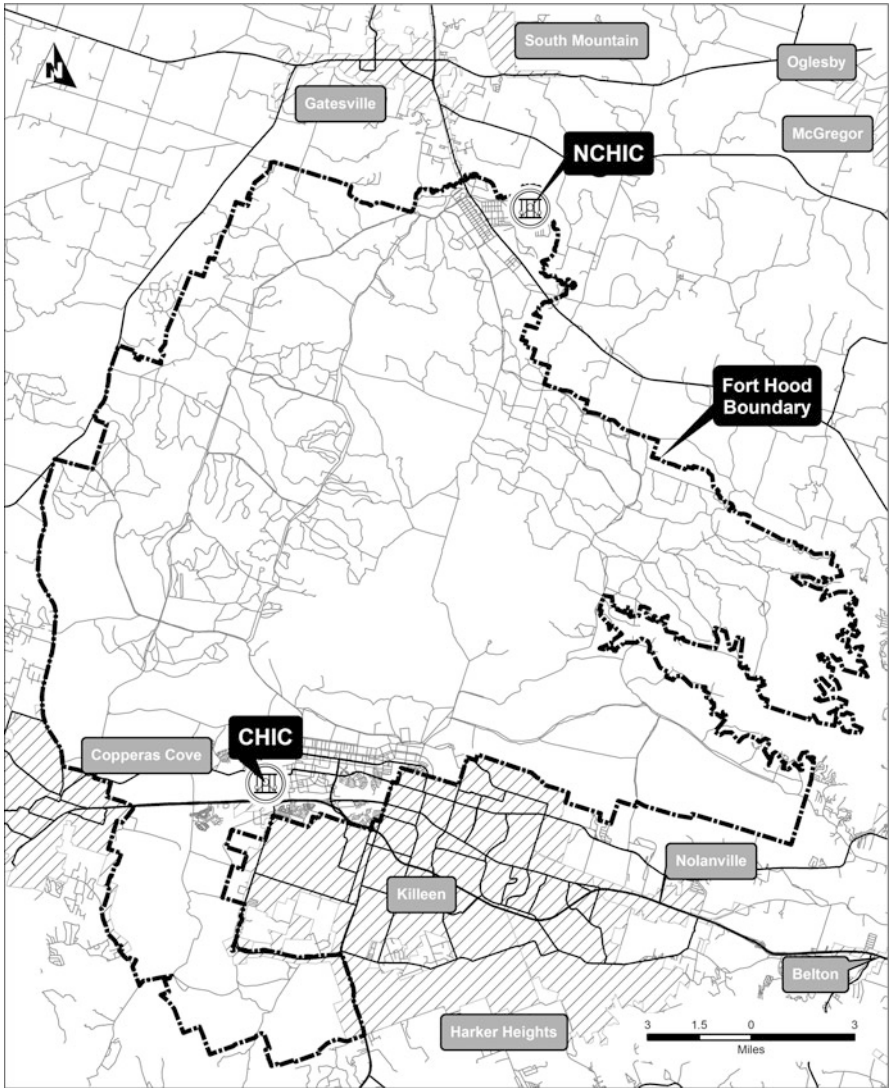 South Mountain
Oglesby
Gatesville
McGregor
N
NCHIC
Fort Hood
Boundary
CHIC
Copperas Cove
Nolanville
Killeen
Belton
Harker Heights
3 1.5 0 3
Miles